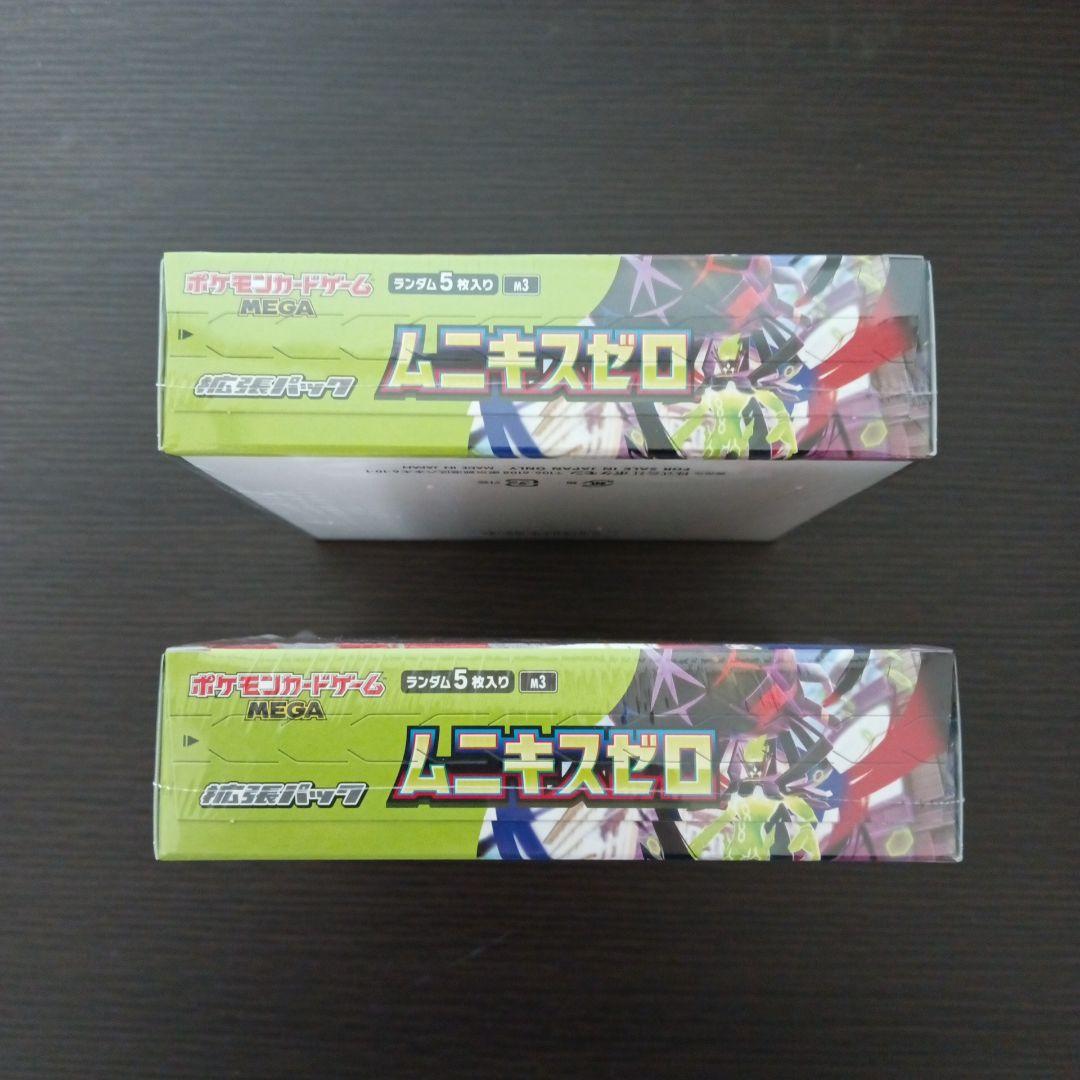 ポケモンカードゲーム
MEGA
ランダム5枚入り M3
ムニキスゼロ
拡張パック
FOR SALE IN JAPAN ONLY MADE IN JAPAN
ポケモンカードゲーム
MEGA
ランダム5枚入り M3
ムニキスゼロ
拡張パック